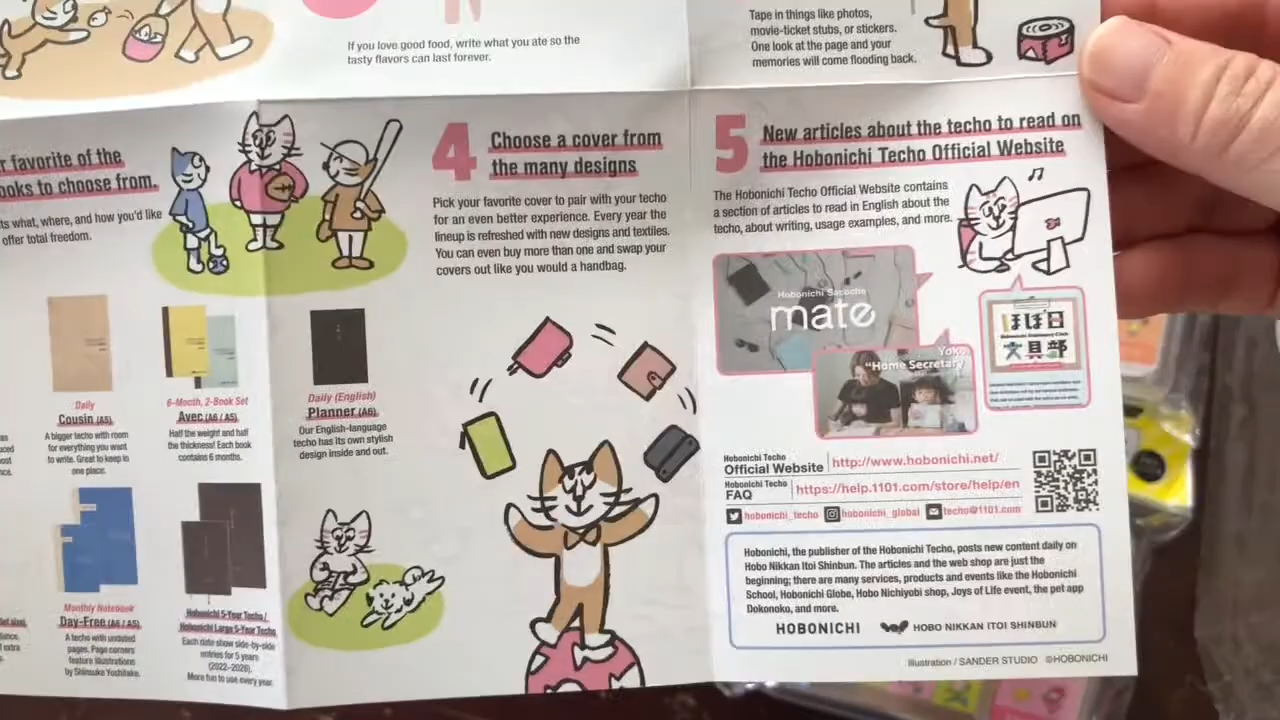 If you love good food, write what you ate so the
tasty flavors can last forever.
Tape in things like photos,
movie-ticket stubs, or stickers.
One look at the page and your
memories will come flooding back.
r favorite of the
ooks to choose from.
ts what, where, and how you'd like
offer total freedom.
Daily
Cousin (A5)
A bigger techo with room
for everything you want
to write. Great to keep in
one place.
6-Month, 2-Book Set
Avec (A6 / A5)
Half the weight and half
the thickness! Each book
contains 6 months.
Daily (English)
Planner (A6)
Our English-language
techo has its own stylish
design inside and out.
Monthly Notebook
Day-Free (A6 / A5)
A techo with undated
pages. Page corners
feature illustrations
by Shinsuke Yoshitake.
Hobonichi 5-Year Techo /
Hobonichi Large 5-Year Techo
Each date show side-by-side
entries for 5 years
(2022–2026).
More fun to use every year.
4
Choose a cover from
the many designs
Pick your favorite cover to pair with your techo
for an even better experience. Every year the
lineup is refreshed with new designs and textiles.
You can even buy more than one and swap your
covers out like you would a handbag.
5
New articles about the techo to read on
the Hobonichi Techo Official Website
The Hobonichi Techo Official Website contains
a section of articles to read in English about the
techo, about writing, usage examples, and more.
Hobonichi Sacoche
mate
"Home Secretary
ほぼ日
Hobonichi Stationery Club
文具部
Hobonichi Techo
Official Website
http://www.hobonichi.net/
Hobonichi Techo
FAQ
https://help.1101.com/store/help/en
hobonichi_techo
hobonichi_global
techo@1101.com
Hobonichi, the publisher of the Hobonichi Techo, posts new content daily on
Hobo Nikkan Itoi Shinbun. The articles and the web shop are just the
beginning; there are many services, products and events like the Hobonichi
School, Hobonichi Globe, Hobo Nichiyobi shop, Joys of Life event, the pet app
Dokonoko, and more.
HOBONICHI
HOBO NIKKAN ITOI SHINBUN
Illustration / SANDER STUDIO ©HOBONICHI